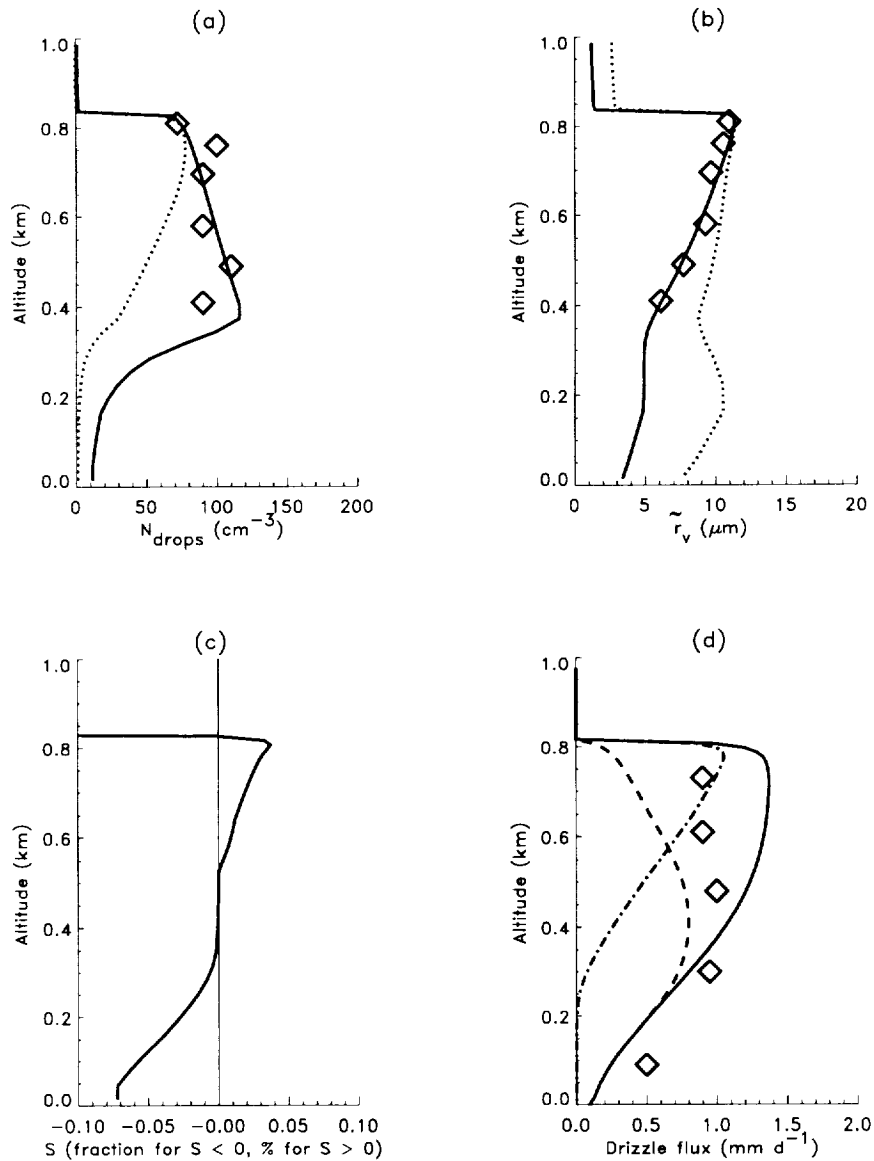 (a)
1.0
0.8
0.6
0.4
0.2
0.0
Altitude (km)
0 50 100 150 200
N_drops (cm^-3)
(b)
1.0
0.8
0.6
0.4
0.2
0.0
Altitude (km)
0 5 10 15 20
r̃_v (μm)
(c)
1.0
0.8
0.6
0.4
0.2
0.0
Altitude (km)
-0.10 -0.05 -0.00 0.05 0.10
S (fraction for S < 0, % for S > 0)
(d)
1.0
0.8
0.6
0.4
0.2
0.0
Altitude (km)
0.0 0.5 1.0 1.5 2.0
Drizzle flux (mm d^-1)